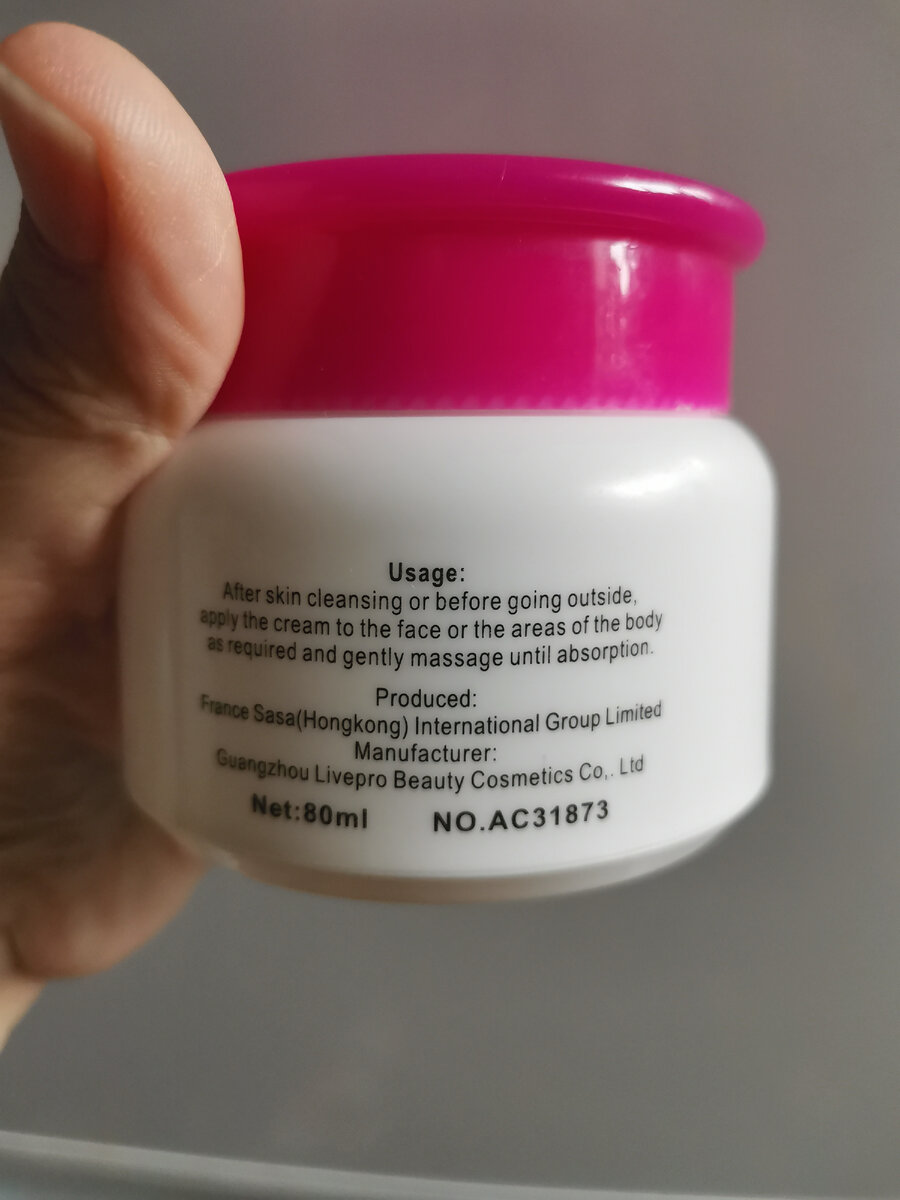 Usage:
After skin cleansing or before going outside,
apply the cream to the face or the areas of the body
as required and gently massage until absorption.
Produced:
France Sasa(Hongkong) International Group Limited
Manufacturer:
Guangzhou Livepro Beauty Cosmetics Co,. Ltd
Net:80ml NO.AC31873